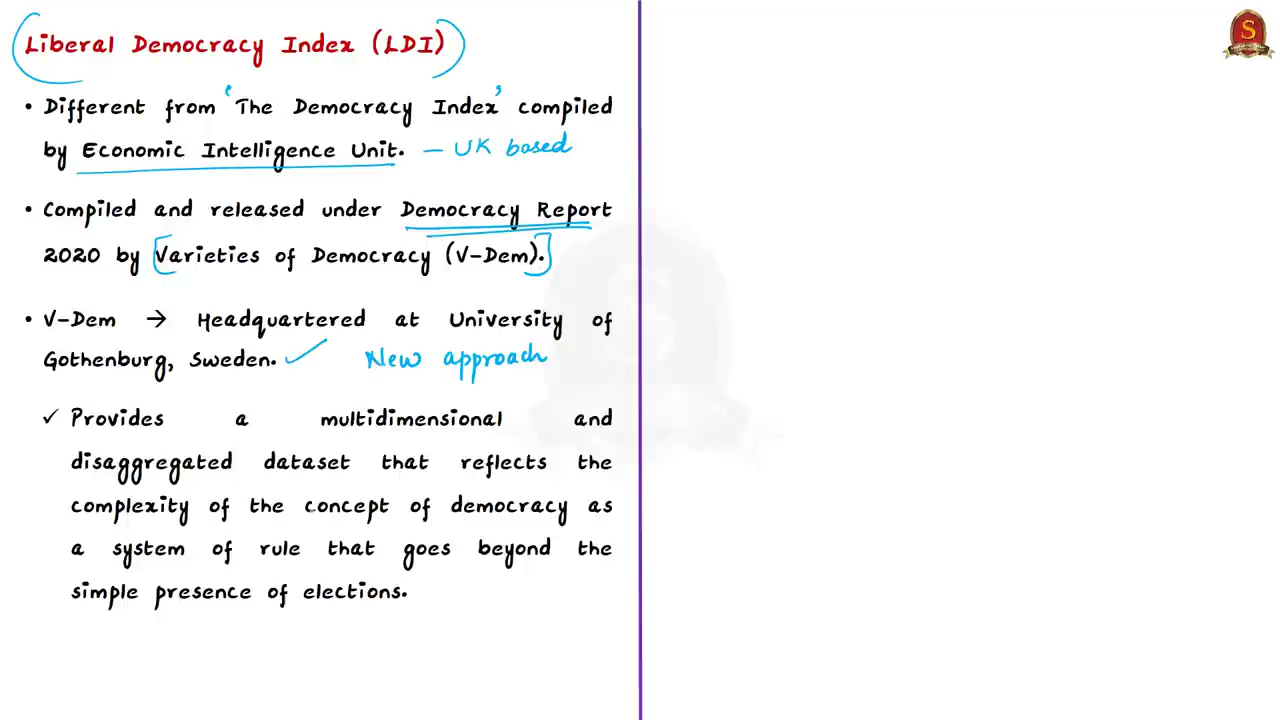 Liberal Democracy Index (LDI)
• Different from 'The Democracy Index' compiled
by Economic Intelligence Unit. – UK based
• Compiled and released under Democracy Report
2020 by [Varieties of Democracy (V-Dem).]
• V-Dem → Headquartered at University of
Gothenburg, Sweden. ✓ New approach
✓ Provides a multidimensional and
disaggregated dataset that reflects the
complexity of the concept of democracy as
a system of rule that goes beyond the
simple presence of elections.
S